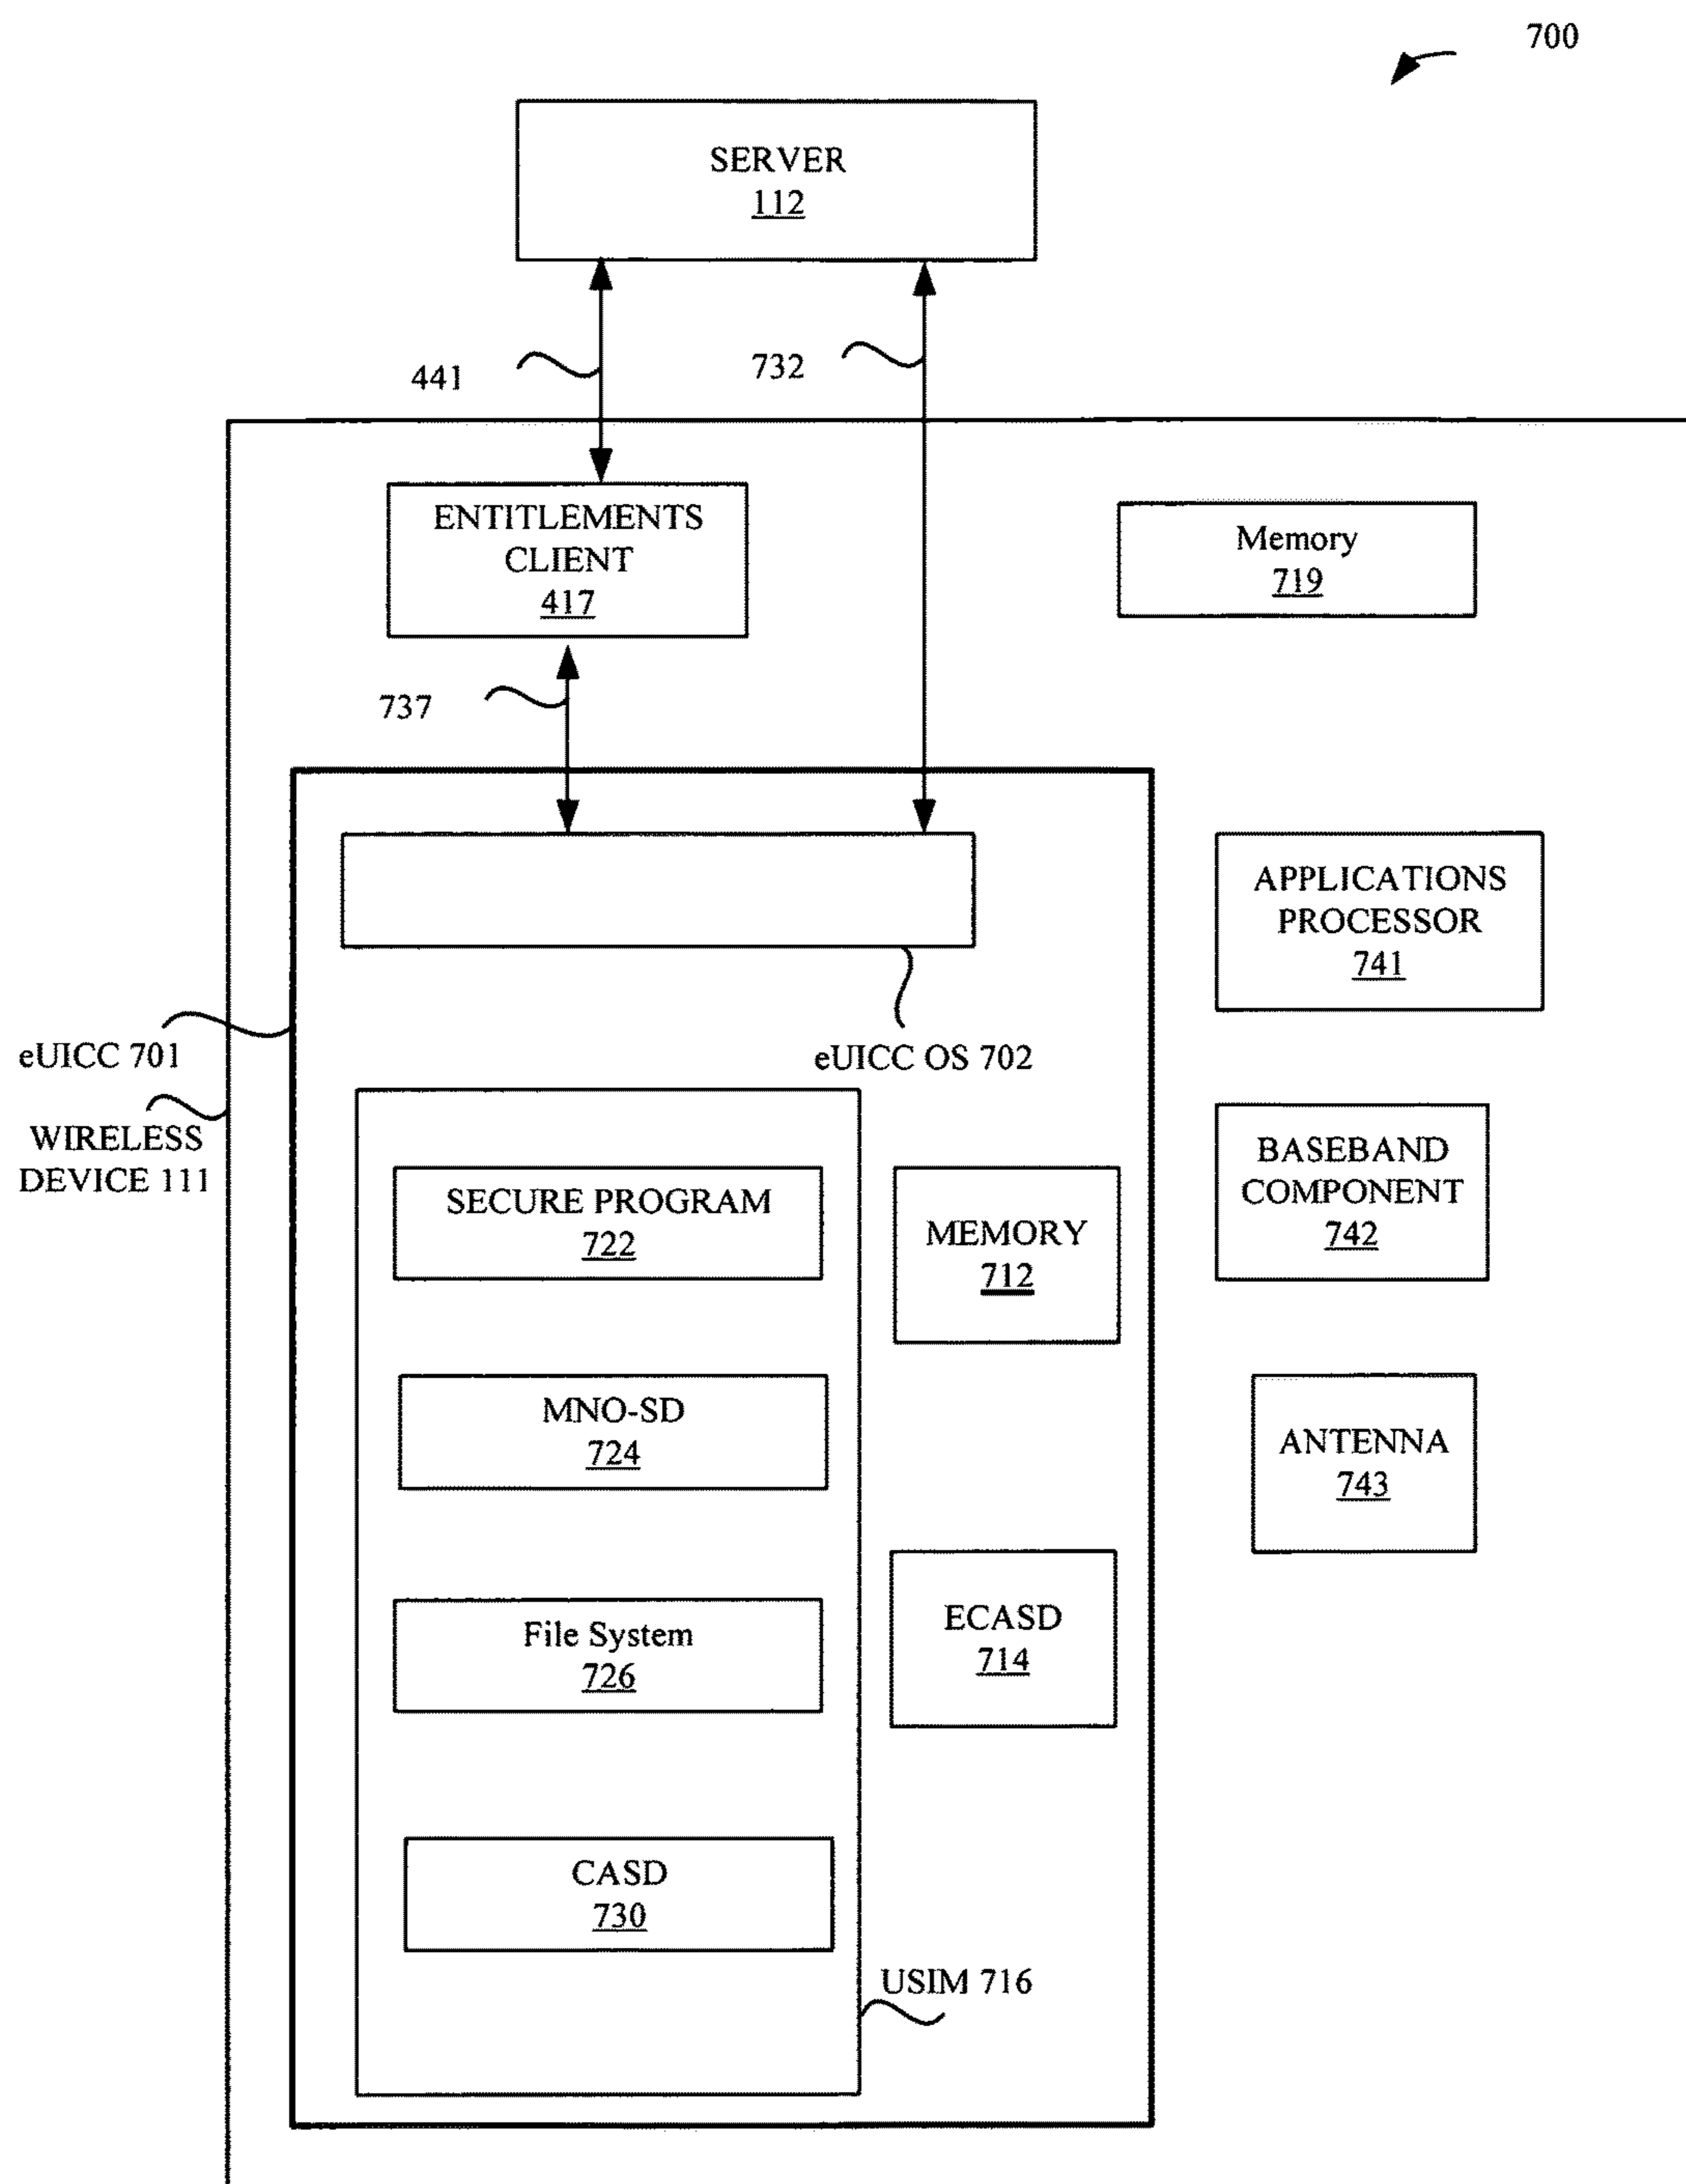 700
SERVER
112
441
732
ENTITLEMENTS
CLIENT
417
Memory
719
737
APPLICATIONS
PROCESSOR
741
eUICC 701
eUICC OS 702
WIRELESS
DEVICE 111
SECURE PROGRAM
722
MEMORY
712
BASEBAND
COMPONENT
742
MNO-SD
724
ANTENNA
743
File System
726
ECASD
714
CASD
730
USIM 716